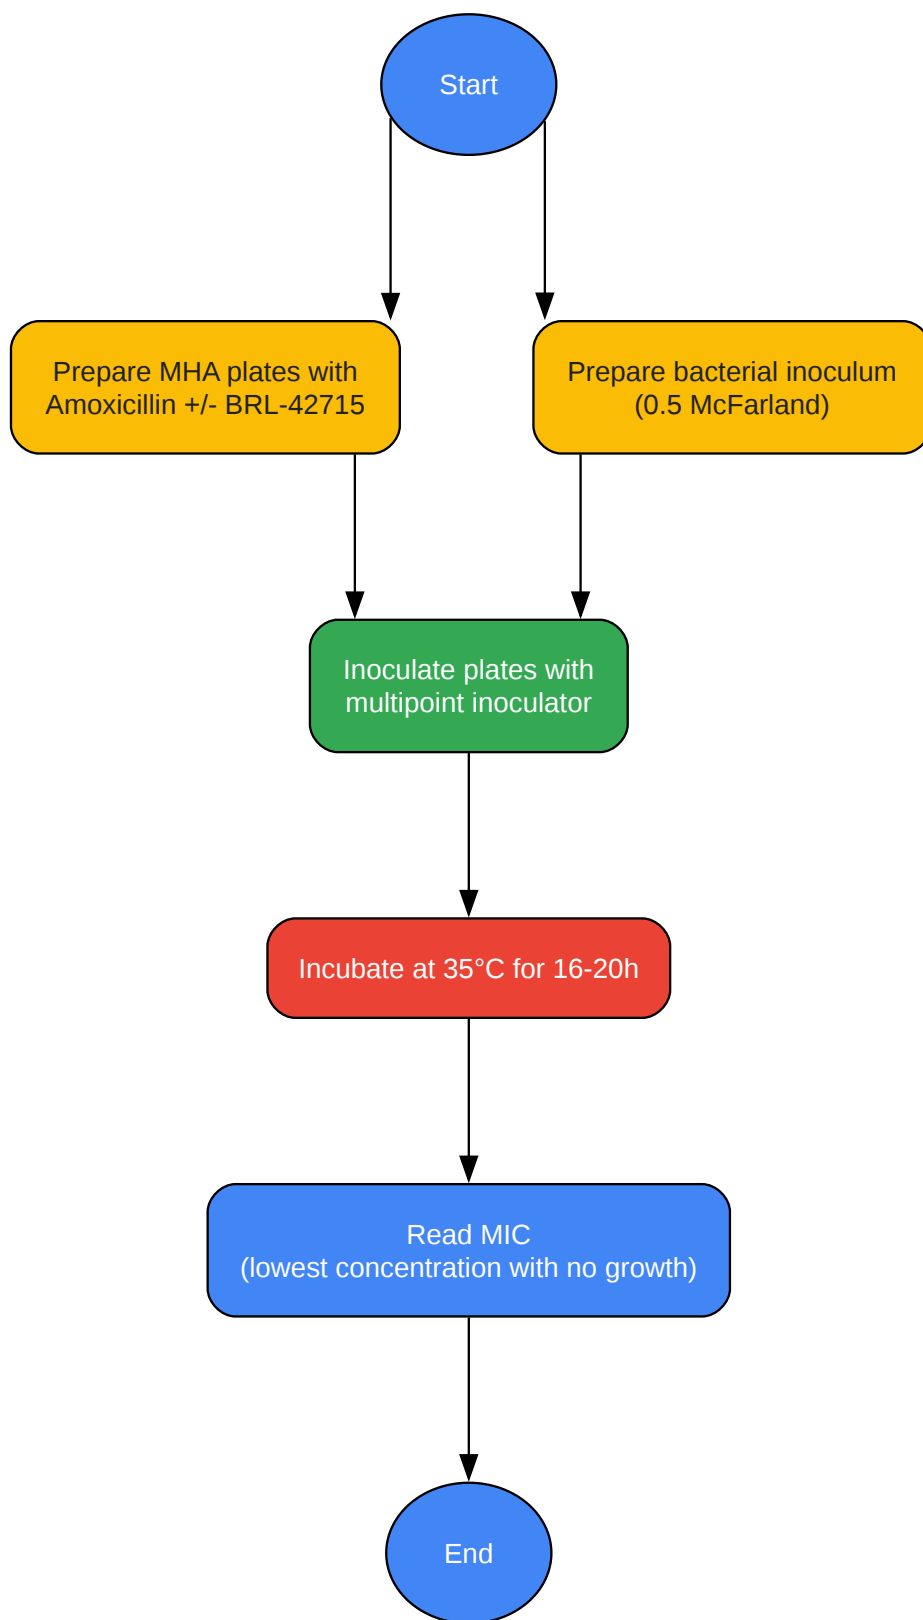 Start
Prepare MHA plates with
Amoxicillin +/- BRL-42715
Prepare bacterial inoculum
(0.5 McFarland)
Inoculate plates with
multipoint inoculator
Incubate at 35°C for 16-20h
Read MIC
(lowest concentration with no growth)
End